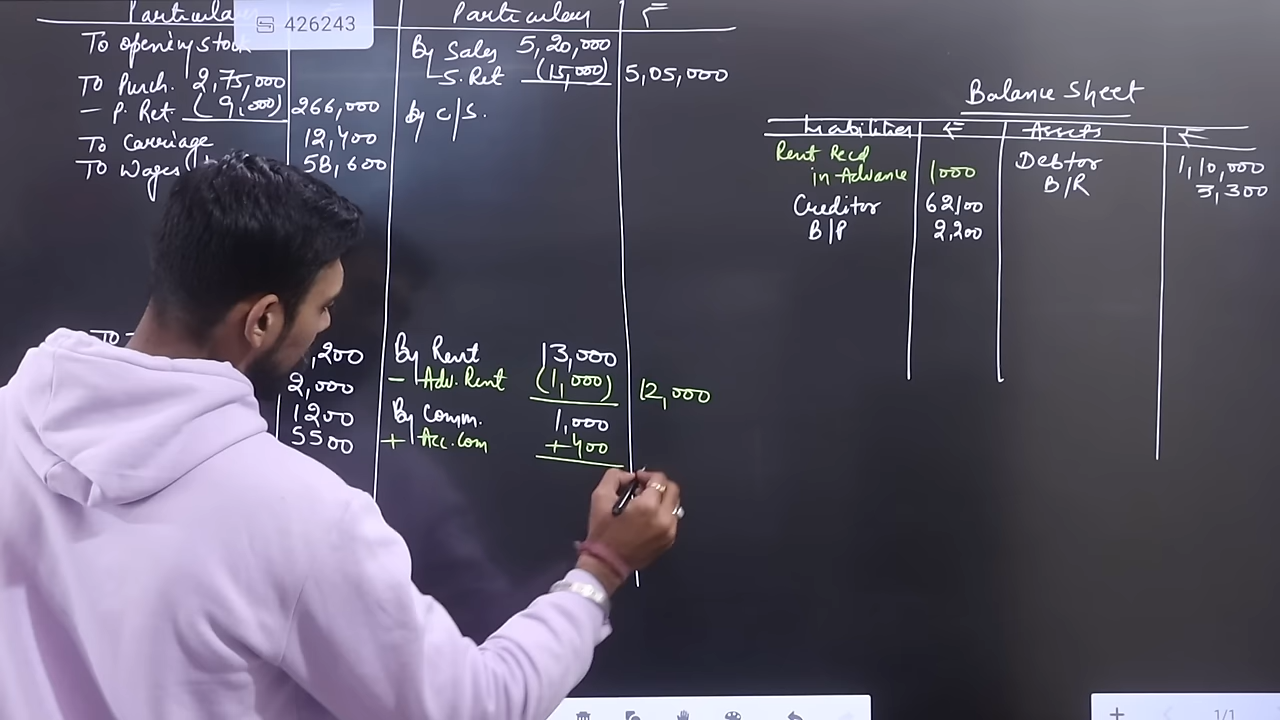 Particulars ₹ Particulars ₹
426243
To opening stock By Sales 5,20,000
- S. Ret (15,000) 5,05,000
To Purch. 2,75,000
- P. Ret. (9,000) 266,000 By C/S.
To Carriage 12,400
To Wages 58,600
,200 By Rent 13,000
2,000 - Adv. Rent (1,000) 12,000
1200 By Comm. 1,000
5500 + Acc. Com +400
Balance Sheet
Liabilities ₹ Assets ₹
Rent Recd Debtor 1,10,000
in Advance 1000 B/R 3,300
Creditor 62100
B/P 2,200
1/1